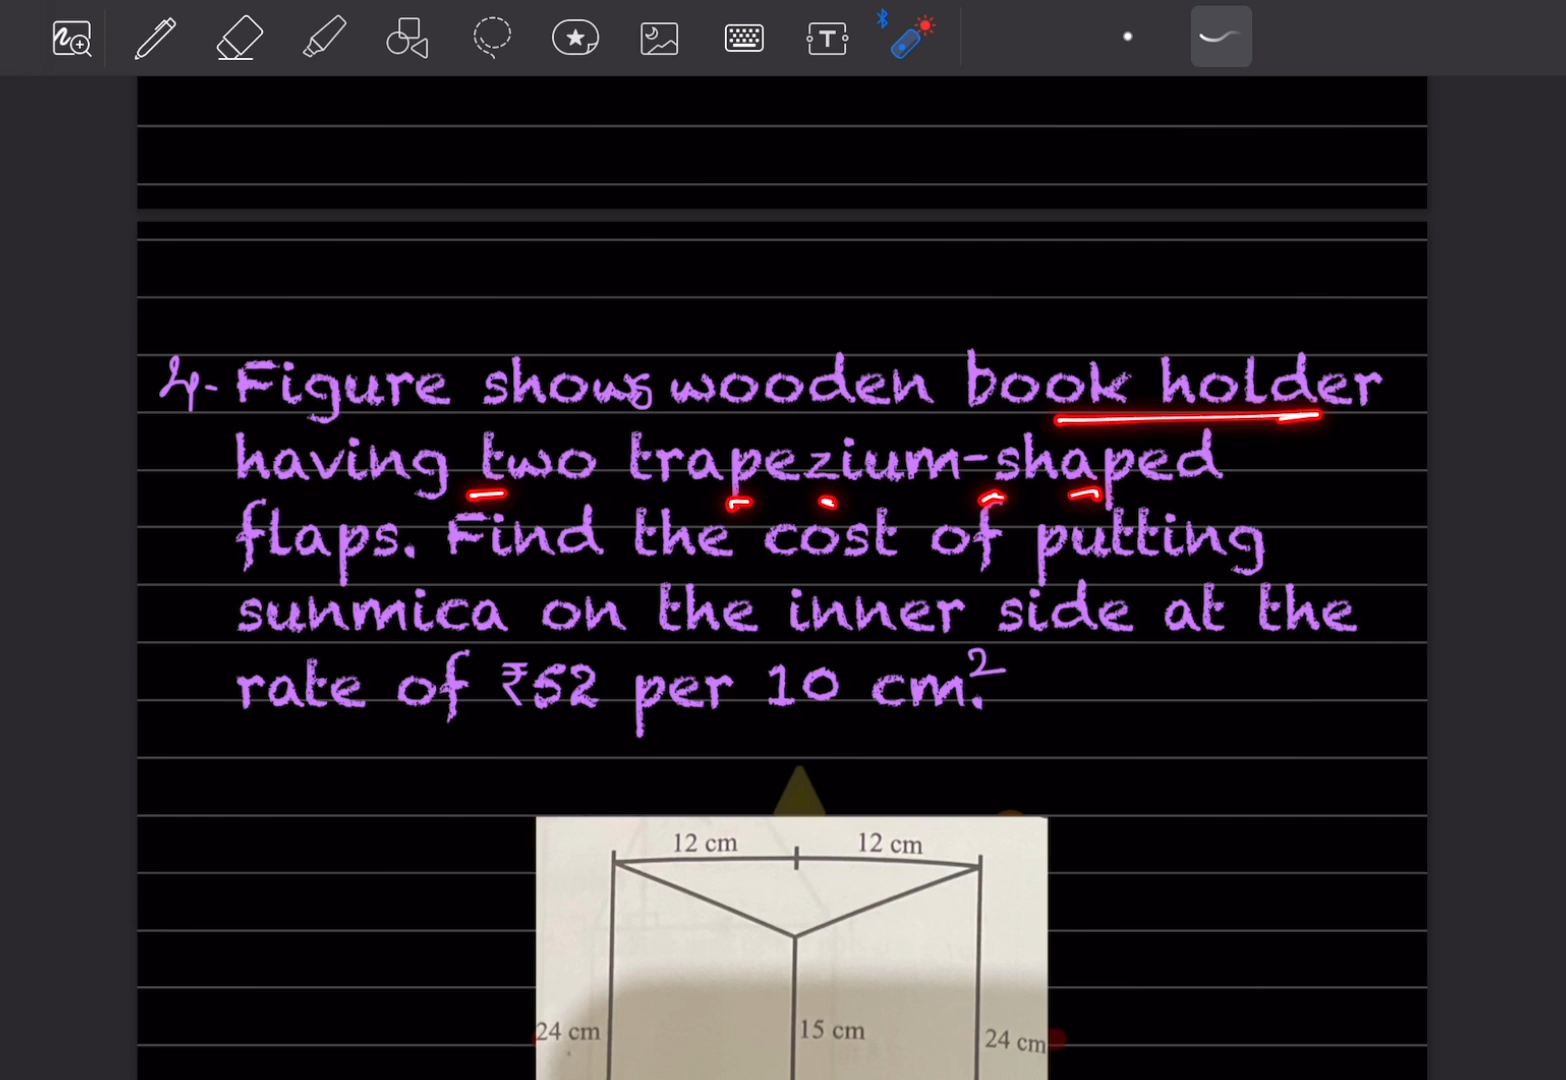 4. Figure shows wooden book holder
having two trapezium-shaped
flaps. Find the cost of putting
sunmica on the inner side at the
rate of ₹52 per 10 cm².
12 cm 12 cm
24 cm 15 cm 24 cm
T